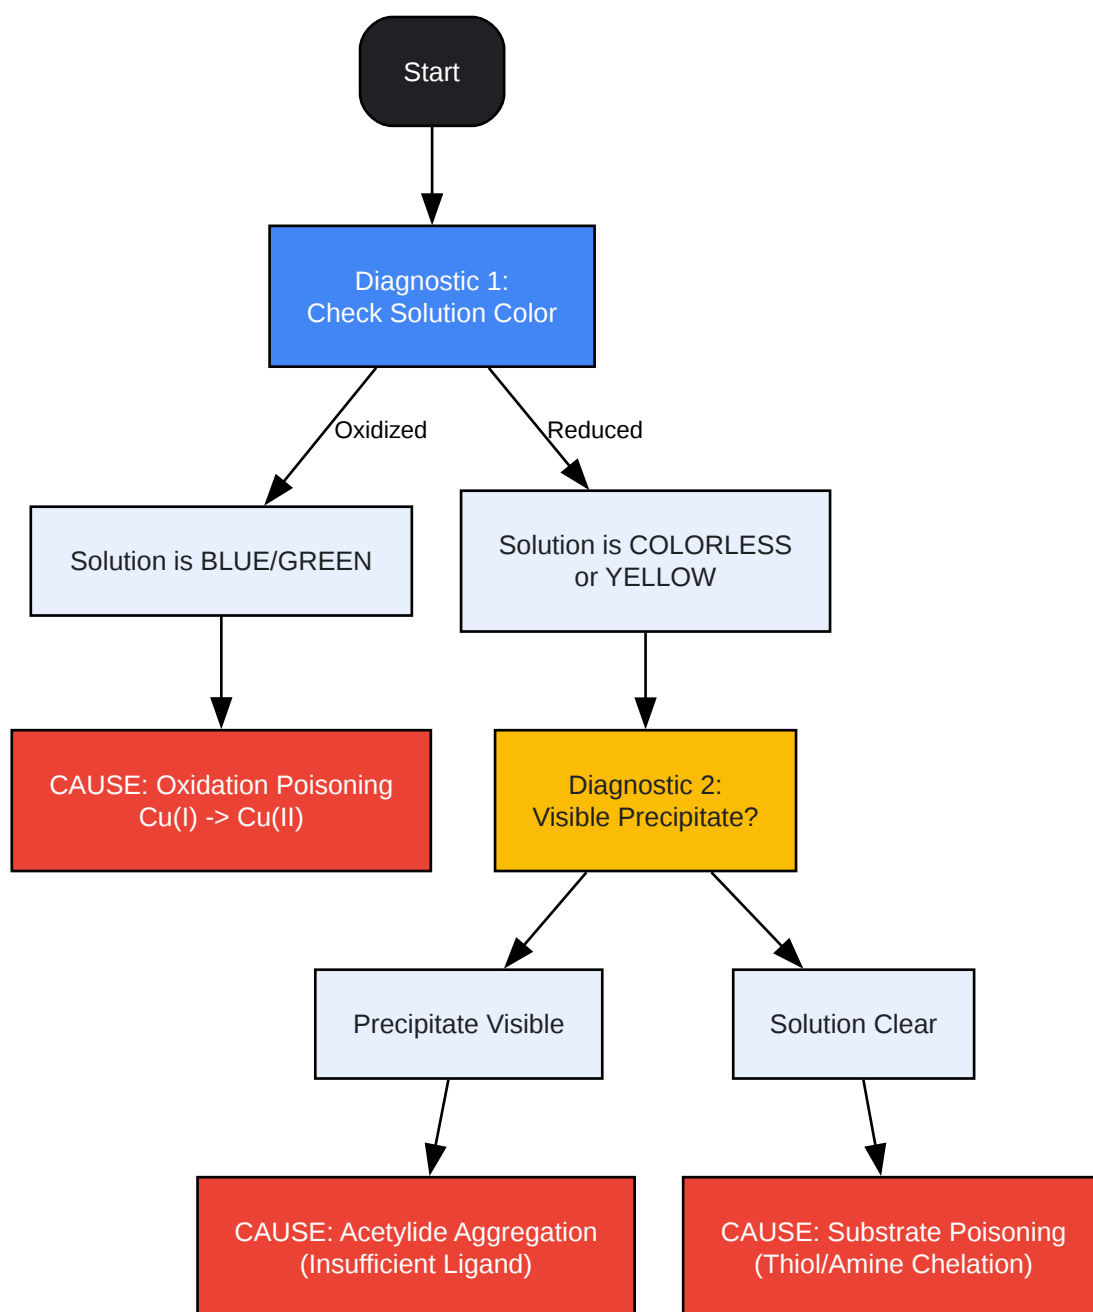 Start
Diagnostic 1:
Check Solution Color
Oxidized
Reduced
Solution is BLUE/GREEN
Solution is COLORLESS
or YELLOW
CAUSE: Oxidation Poisoning
Cu(I) -> Cu(II)
Diagnostic 2:
Visible Precipitate?
Precipitate Visible
Solution Clear
CAUSE: Acetylide Aggregation
(Insufficient Ligand)
CAUSE: Substrate Poisoning
(Thiol/Amine Chelation)